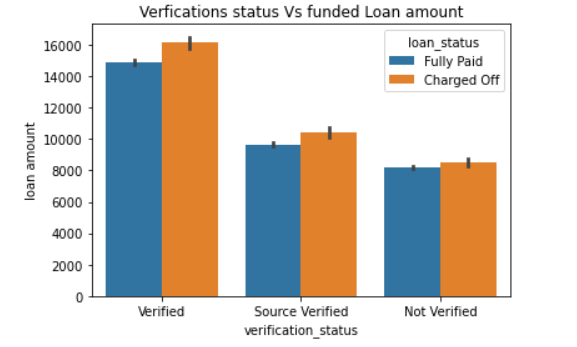 Verfications status Vs funded Loan amount
loan_status
Fully Paid
Charged Off
loan amount
16000
14000
12000
10000
8000
6000
4000
2000
0
Verified
Source Verified
Not Verified
verification_status